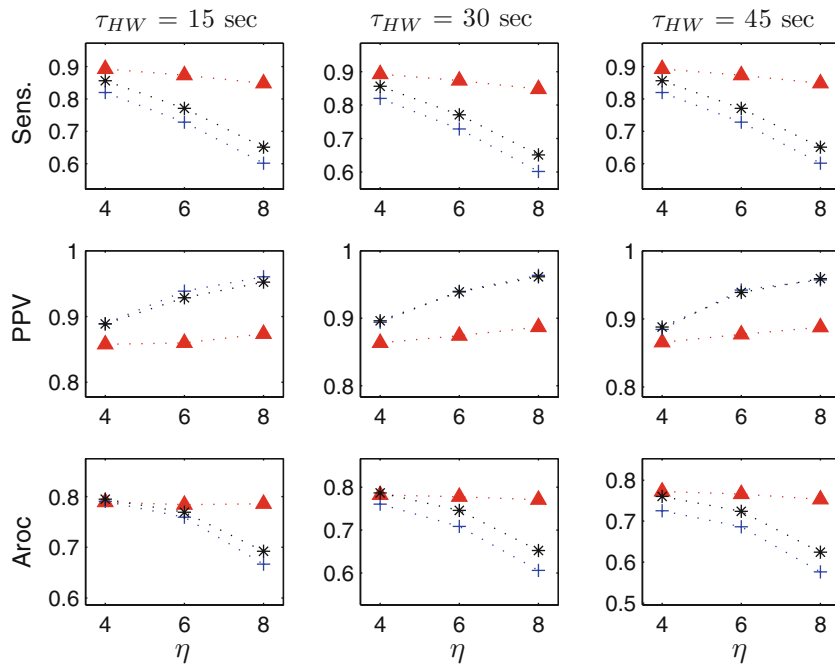 τ_HW = 15 sec τ_HW = 30 sec τ_HW = 45 sec
Sens.
0.9 0.9 0.9
0.8 0.8 0.8
0.7 0.7 0.7
0.6 0.6 0.6
4 6 8 4 6 8 4 6 8
PPV
1 1 1
0.9 0.9 0.9
0.8 0.8 0.8
4 6 8 4 6 8 4 6 8
Aroc
0.8 0.8 0.8
0.7 0.7 0.7
0.6 0.6 0.6
0.5
4 6 8 4 6 8 4 6 8
η η η